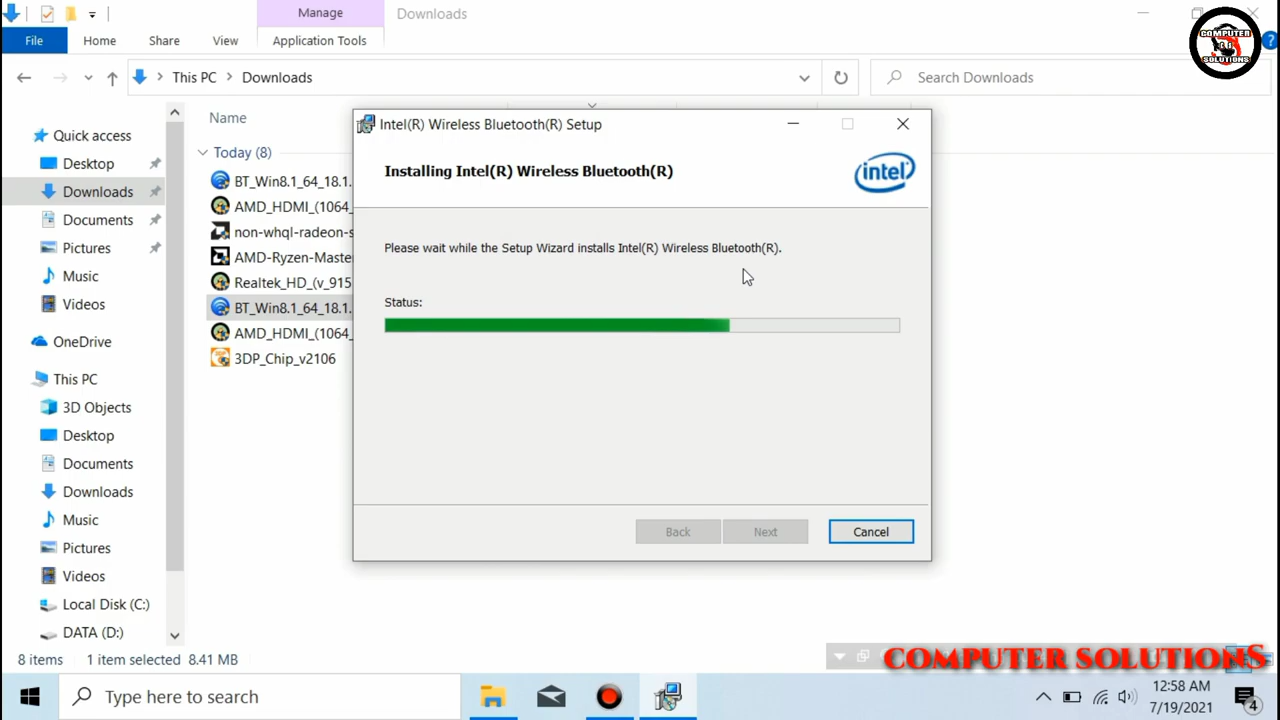 Manage
Downloads
File
Home
Share
View
Application Tools
COMPUTER
SOLUTIONS
?
This PC
Downloads
Search Downloads
Name
Quick access
Desktop
Downloads
Documents
Pictures
Music
Videos
OneDrive
This PC
3D Objects
Desktop
Documents
Downloads
Music
Pictures
Videos
Local Disk (C:)
DATA (D:)
Today (8)
BT_Win8.1_64_18.1.
AMD_HDMI_(1064_
non-whql-radeon-s
AMD-Ryzen-Maste
Realtek_HD_(v_915
BT_Win8.1_64_18.1.
AMD_HDMI_(1064_
3DP_Chip_v2106
Intel(R) Wireless Bluetooth(R) Setup
Installing Intel(R) Wireless Bluetooth(R)
intel
Please wait while the Setup Wizard installs Intel(R) Wireless Bluetooth(R).
Status:
Back
Next
Cancel
8 items
1 item selected 8.41 MB
COMPUTER SOLUTIONS
Type here to search
12:58 AM
7/19/2021
4